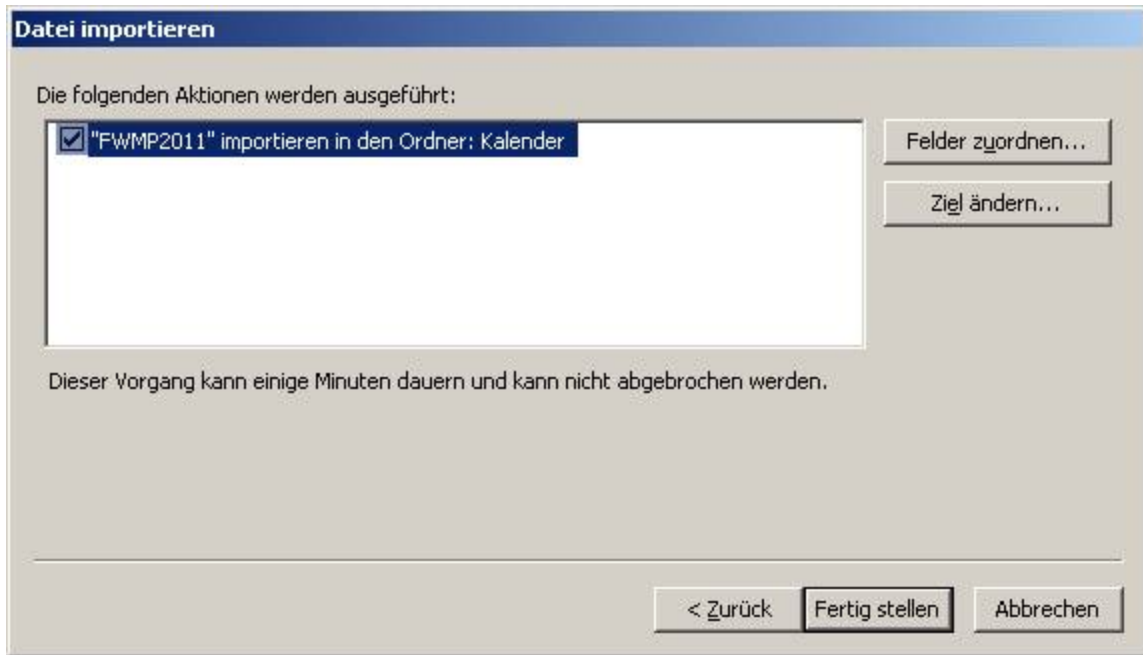 Datei importieren
Die folgenden Aktionen werden ausgeführt:
"FWMP2011" importieren in den Ordner: Kalender
Felder zuordnen...
Ziel ändern...
Dieser Vorgang kann einige Minuten dauern und kann nicht abgebrochen werden.
< Zurück
Fertig stellen
Abbrechen